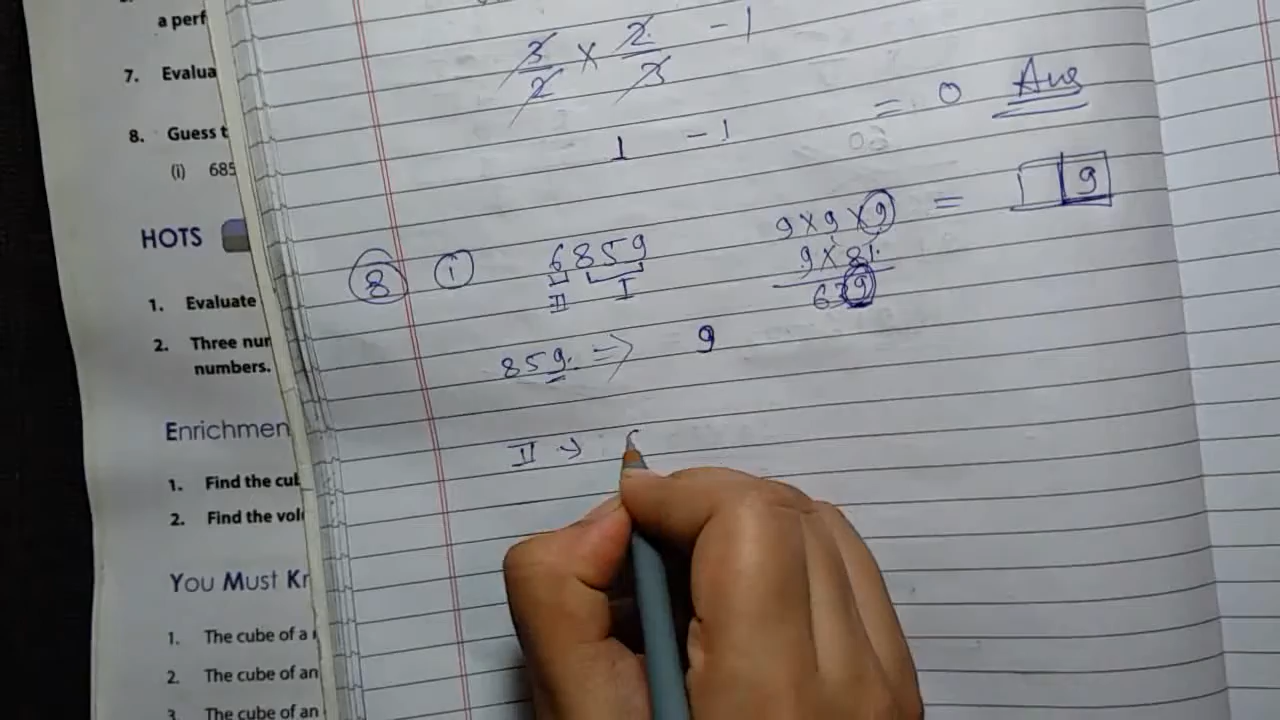 a perf
7. Evalua
8. Guess t
(i) 685
HOTS
1. Evaluate
2. Three nur
numbers.
Enrichmen
1. Find the cub
2. Find the vol
You Must Kr
1. The cube of a
2. The cube of an
3. The cube of an
3/2 × 2/3 - 1
1 - 1 = 0 Ans
8 (i) 6859
II I
9×9×9 = 9
9×81
639
859. => 9
II →